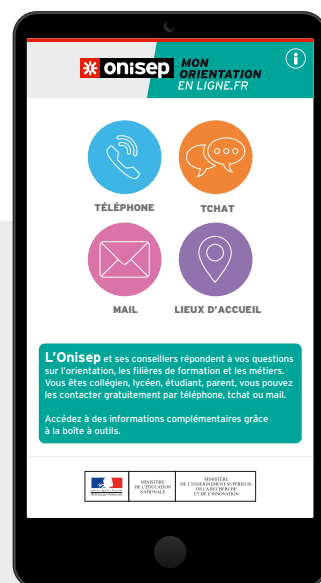 onisep MON
ORIENTATION
EN LIGNE.FR
i
TÉLÉPHONE TCHAT
MAIL LIEUX D'ACCUEIL
L'Onisep et ses conseillers répondent à vos questions
sur l'orientation, les filières de formation et les métiers.
Vous êtes collégien, lycéen, étudiant, parent, vous pouvez
les contacter gratuitement par téléphone, tchat ou mail.
Accédez à des informations complémentaires grâce
à la boîte à outils.
MINISTÈRE
DE L'ÉDUCATION
NATIONALE
MINISTÈRE
DE L'ENSEIGNEMENT SUPÉRIEUR,
DE LA RECHERCHE
ET DE L'INNOVATION